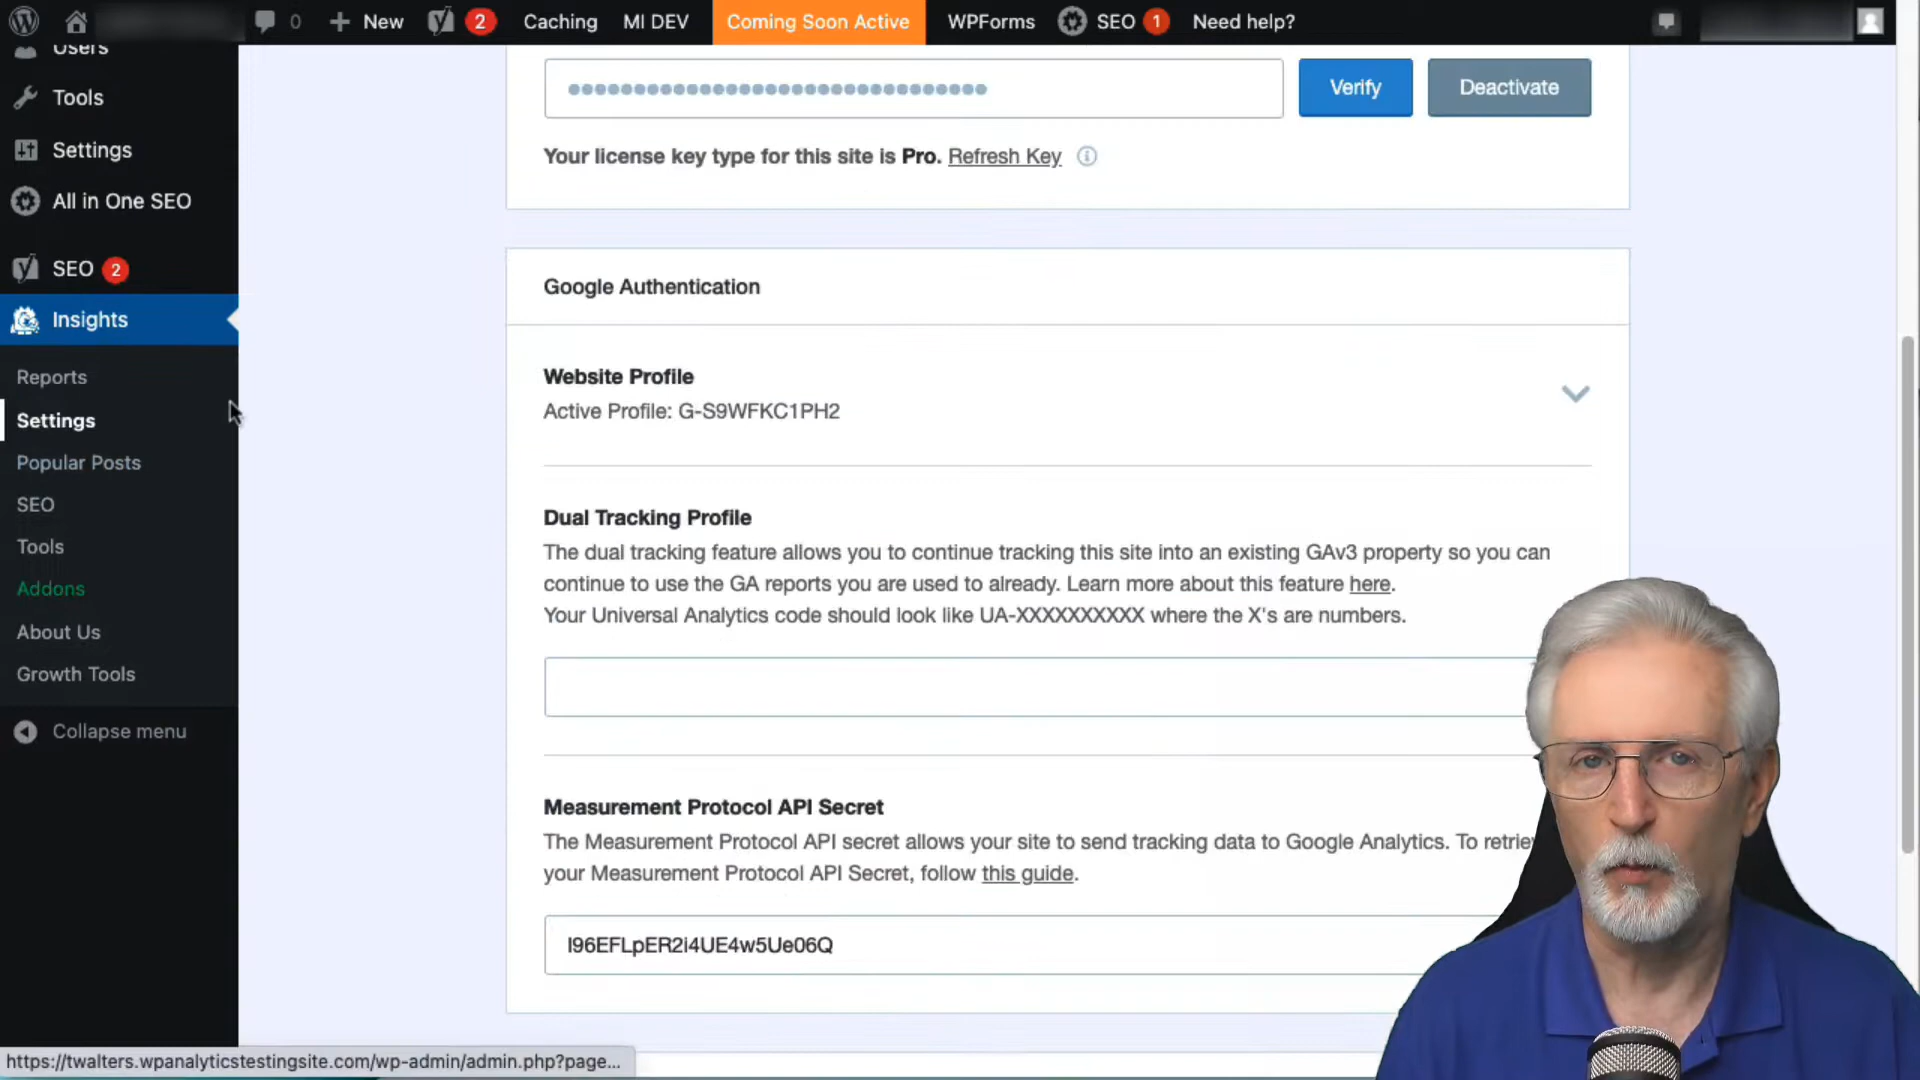 0
New
2
Caching
MI DEV
Coming Soon Active
WPForms
SEO 1
Need help?
Users
Tools
Settings
All in One SEO
SEO 2
Insights
Reports
Settings
Popular Posts
SEO
Tools
Addons
About Us
Growth Tools
Collapse menu
Verify
Deactivate
Your license key type for this site is Pro. Refresh Key
Google Authentication
Website Profile
Active Profile: G-S9WFKC1PH2
Dual Tracking Profile
The dual tracking feature allows you to continue tracking this site into an existing GAv3 property so you can
continue to use the GA reports you are used to already. Learn more about this feature here.
Your Universal Analytics code should look like UA-XXXXXXXXXX where the X's are numbers.
Measurement Protocol API Secret
The Measurement Protocol API secret allows your site to send tracking data to Google Analytics. To
your Measurement Protocol API Secret, follow this guide.
I96EFLpER2i4UE4w5Ue06Q
https://twalters.wpanalyticstestingsite.com/wp-admin/admin.php?page...